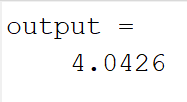 output =
4.0426